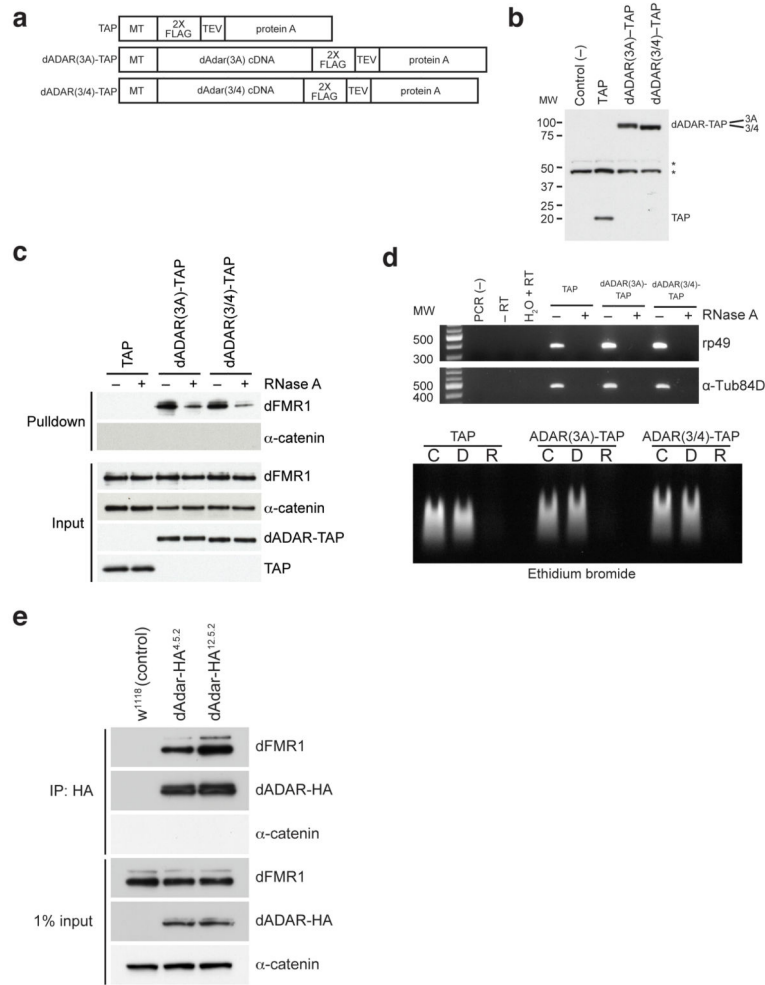 a
TAP MT 2X FLAG TEV protein A
dADAR(3A)-TAP MT dAdar(3A) cDNA 2X FLAG TEV protein A
dADAR(3/4)-TAP MT dAdar(3/4) cDNA 2X FLAG TEV protein A
b
Control (–) TAP dADAR(3A)–TAP dADAR(3/4)–TAP
MW
100
75
50
37
25
20
dADAR-TAP 3A 3/4
*
*
TAP
c
TAP dADAR(3A)-TAP dADAR(3/4)-TAP
– + – + – + RNase A
Pulldown
dFMR1
α-catenin
Input
dFMR1
α-catenin
dADAR-TAP
TAP
d
MW PCR (–) – RT H2O + RT TAP dADAR(3A)-TAP dADAR(3/4)-TAP
– + – + – + RNase A
500
300
rp49
500
400
α-Tub84D
TAP ADAR(3A)-TAP ADAR(3/4)-TAP
C D R C D R C D R
Ethidium bromide
e
w1118 (control) dAdar-HA4.5.2 dAdar-HA12.5.2
IP: HA
dFMR1
dADAR-HA
α-catenin
1% input
dFMR1
dADAR-HA
α-catenin